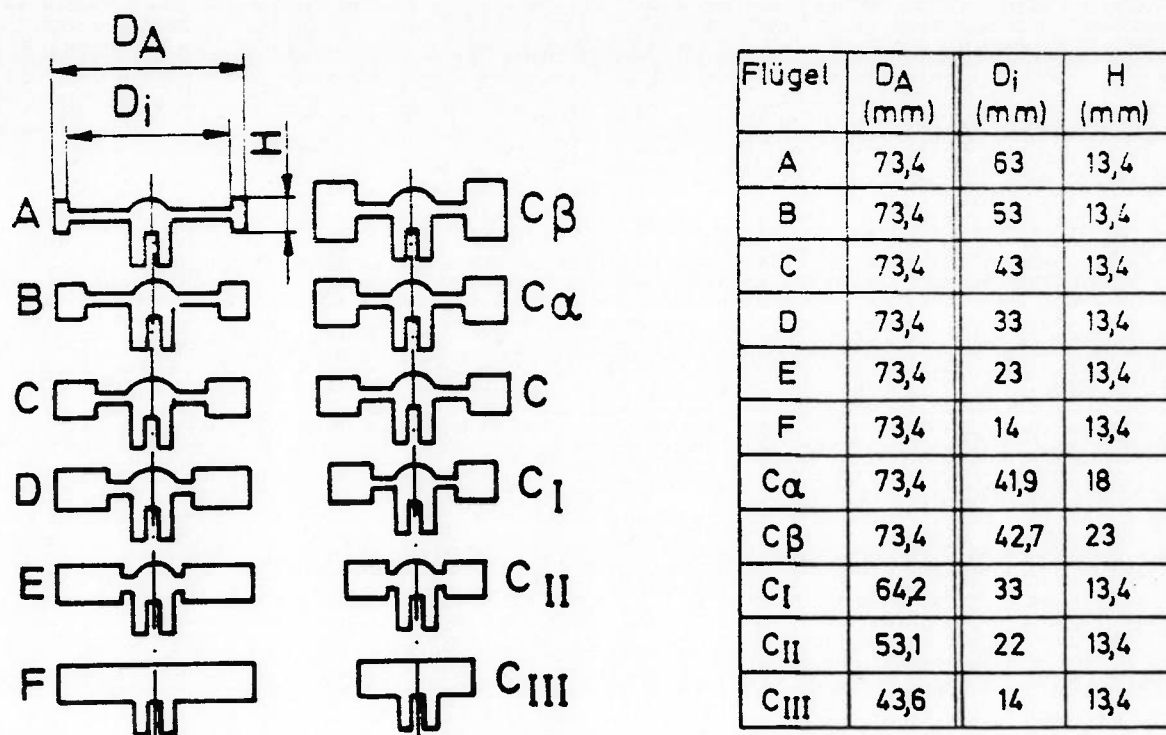 D_A
D_i
H
A
B
C
D
E
F
Cβ
Cα
C
C_I
C_II
C_III
Flügel D_A (mm) D_i (mm) H (mm)
A 73,4 63 13,4
B 73,4 53 13,4
C 73,4 43 13,4
D 73,4 33 13,4
E 73,4 23 13,4
F 73,4 14 13,4
Cα 73,4 41,9 18
Cβ 73,4 42,7 23
C_I 64,2 33 13,4
C_II 53,1 22 13,4
C_III 43,6 14 13,4